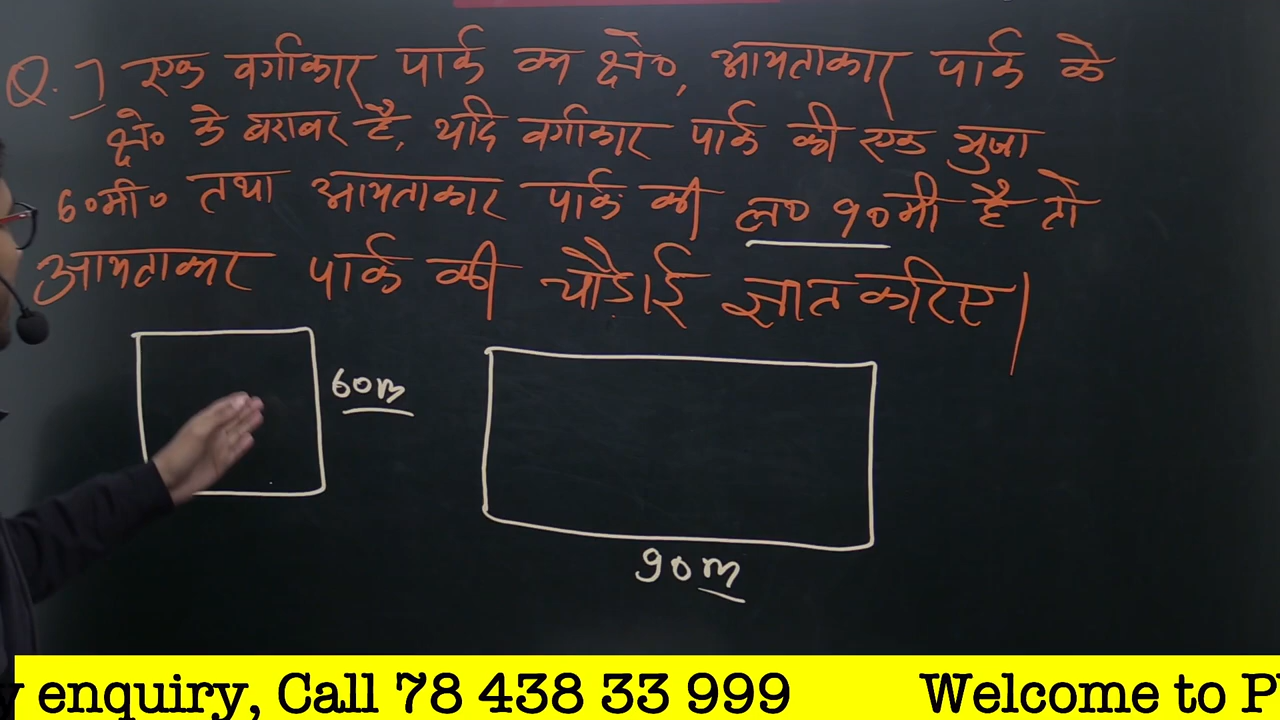 Q.7 एक वर्गाकार पार्क का क्षे०, आयताकार पार्क के
क्षे० के बराबर है, यदि वर्गाकार पार्क की एक भुजा
60मी० तथा आयताकार पार्क की ल० 90मी है तो
आयताकार पार्क की चौड़ाई ज्ञात करिए।
60m
90m
y enquiry, Call 78 438 33 999 Welcome to P